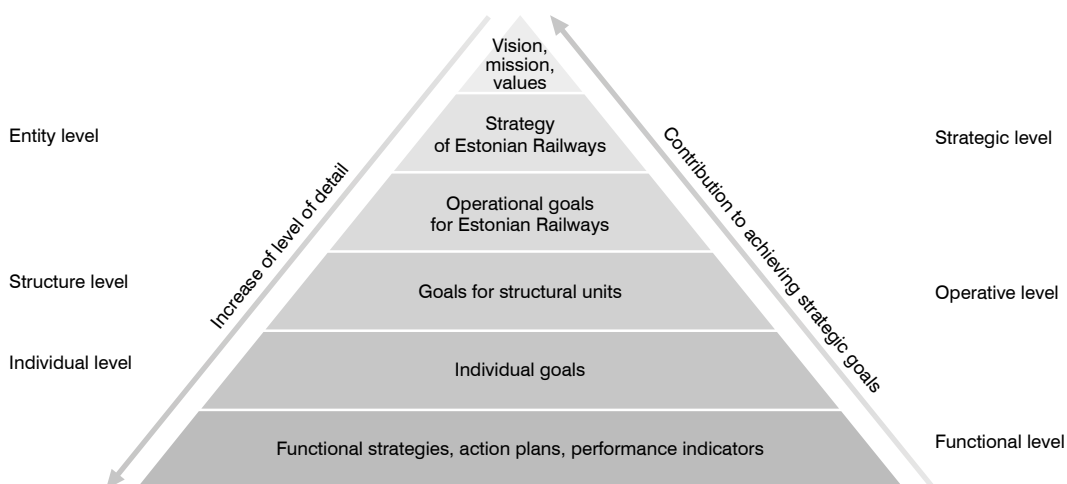 Vision,
mission,
values
Entity level
Strategy
of Estonian Railways
Strategic level
Increase of level of detail
Contribution to achieving strategic goals
Operational goals
for Estonian Railways
Structure level
Goals for structural units
Operative level
Individual level
Individual goals
Functional strategies, action plans, performance indicators
Functional level